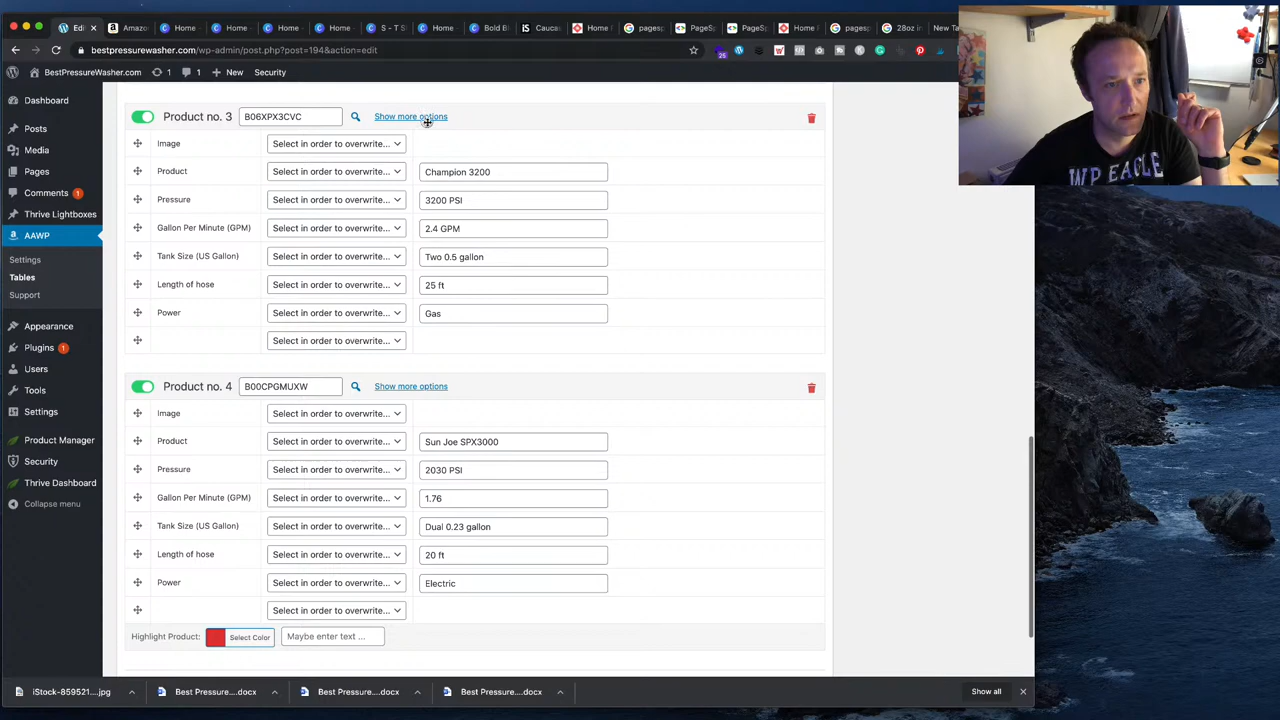 Edi
Amazo
Home
Home
Home
Home
S – T S
Home
Bold B
Cauca
Home
pages
PageS
PageS
Home
pages
28oz i
New Ta
bestpressurewasher.com/wp-admin/post.php?post=194&action=edit
25
BestPressureWasher.com 1 1 New Security
Dashboard
Posts
Media
Pages
Comments 1
Thrive Lightboxes
AAWP
Settings
Tables
Support
Appearance
Plugins 1
Users
Tools
Settings
Product Manager
Security
Thrive Dashboard
Collapse menu
Product no. 3 B06XPX3CVC Show more options
Image Select in order to overwrite...
Product Select in order to overwrite... Champion 3200
Pressure Select in order to overwrite... 3200 PSI
Gallon Per Minute (GPM) Select in order to overwrite... 2.4 GPM
Tank Size (US Gallon) Select in order to overwrite... Two 0.5 gallon
Length of hose Select in order to overwrite... 25 ft
Power Select in order to overwrite... Gas
Select in order to overwrite...
Product no. 4 B00CPGMUXW Show more options
Image Select in order to overwrite...
Product Select in order to overwrite... Sun Joe SPX3000
Pressure Select in order to overwrite... 2030 PSI
Gallon Per Minute (GPM) Select in order to overwrite... 1.76
Tank Size (US Gallon) Select in order to overwrite... Dual 0.23 gallon
Length of hose Select in order to overwrite... 20 ft
Power Select in order to overwrite... Electric
Select in order to overwrite...
Highlight Product: Select Color Maybe enter text ...
iStock-859521....jpg Best Pressure....docx Best Pressure....docx Best Pressure....docx Show all
WP EAGLE